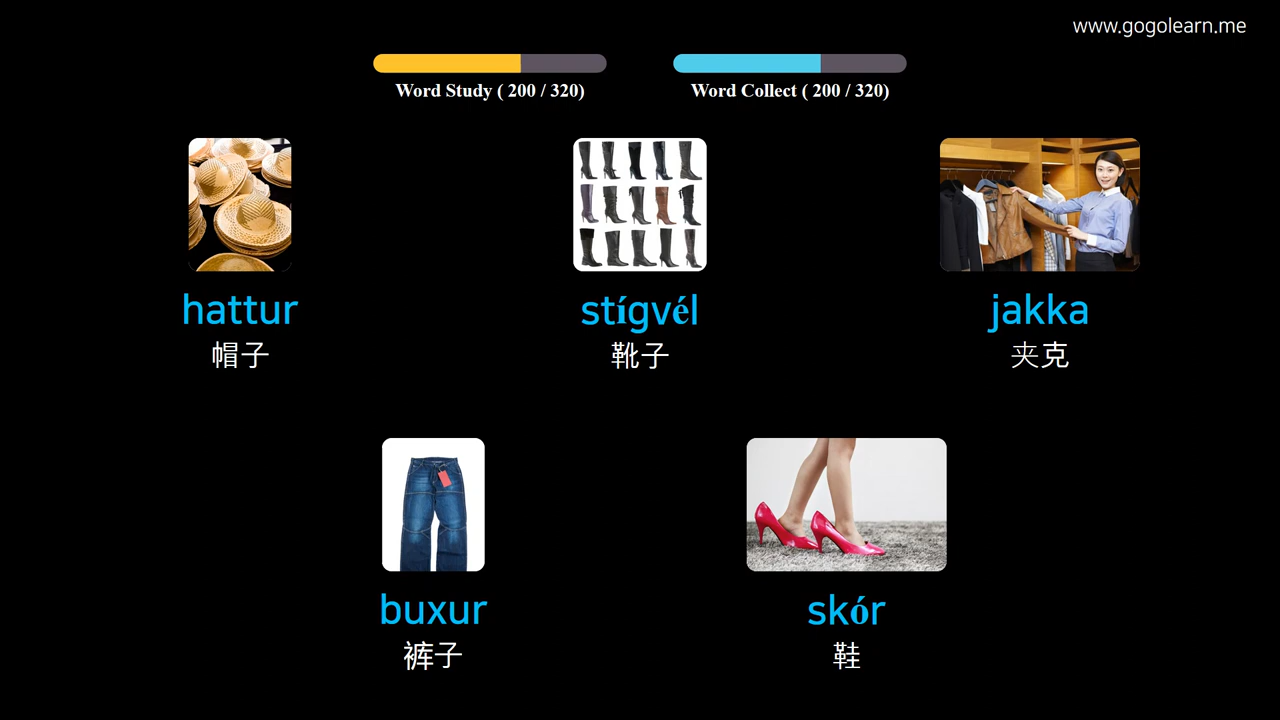 www.gogolearn.me
Word Study ( 200 / 320)
Word Collect ( 200 / 320)
hattur
帽子
stígvél
靴子
jakka
夹克
buxur
裤子
skór
鞋